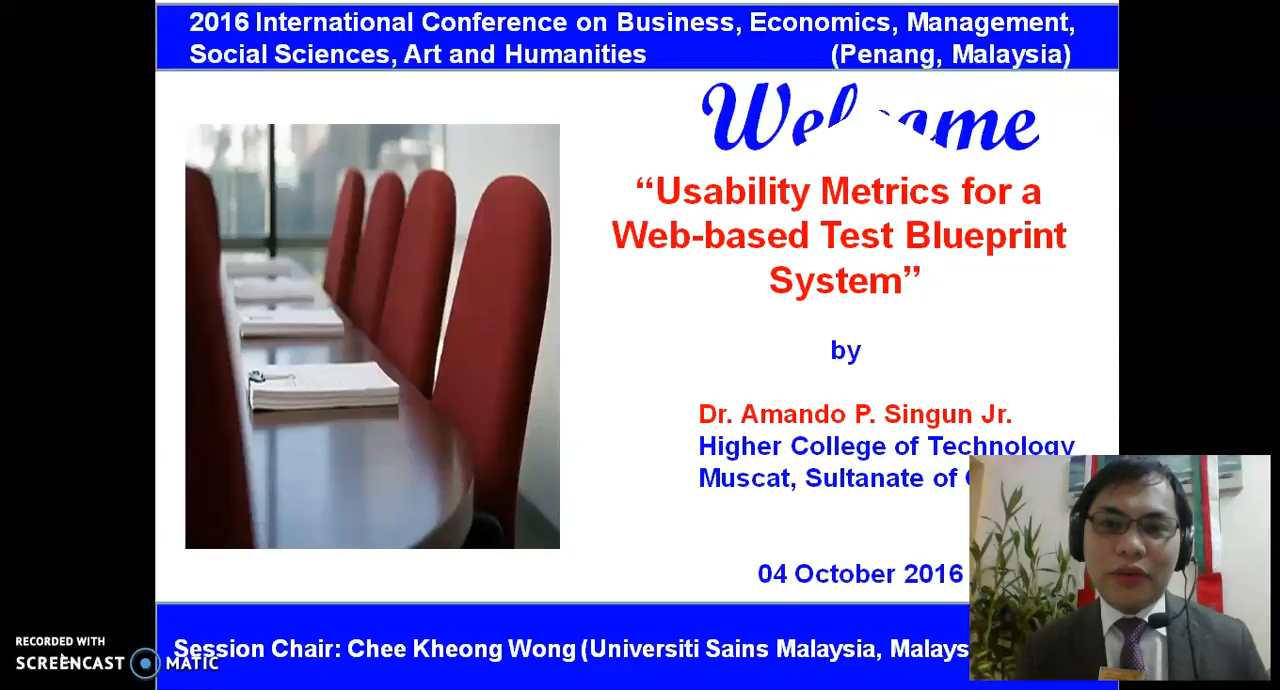 2016 International Conference on Business, Economics, Management,
Social Sciences, Art and Humanities (Penang, Malaysia)
Welcome
“Usability Metrics for a
Web-based Test Blueprint
System”
by
Dr. Amando P. Singun Jr.
Higher College of Technology
Muscat, Sultanate of
04 October 2016
Session Chair: Chee Kheong Wong (Universiti Sains Malaysia,
RECORDED WITH
SCREENCAST MATIC